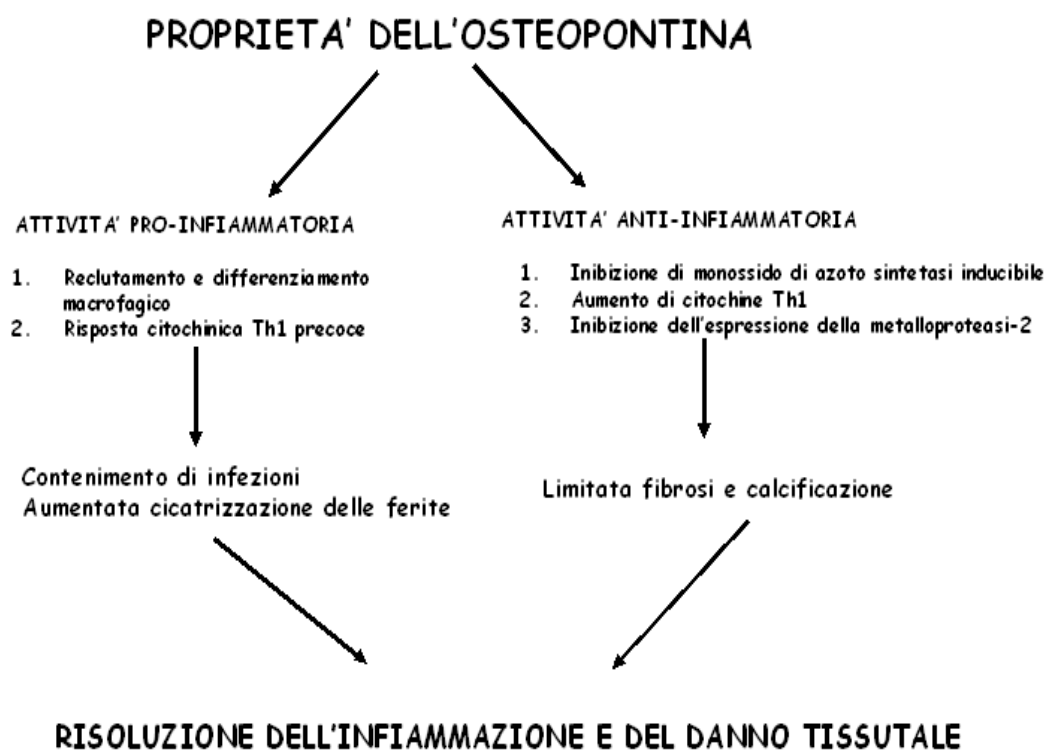 PROPRIETA' DELL'OSTEOPONTINA
ATTIVITA' PRO-INFIAMMATORIA
1. Reclutamento e differenziamento
macrofagico
2. Risposta citochinica Th1 precoce
ATTIVITA' ANTI-INFIAMMATORIA
1. Inibizione di monossido di azoto sintetasi inducibile
2. Aumento di citochine Th1
3. Inibizione dell'espressione della metalloproteasi-2
Contenimento di infezioni
Aumentata cicatrizzazione delle ferite
Limitata fibrosi e calcificazione
RISOLUZIONE DELL'INFIAMMAZIONE E DEL DANNO TISSUTALE